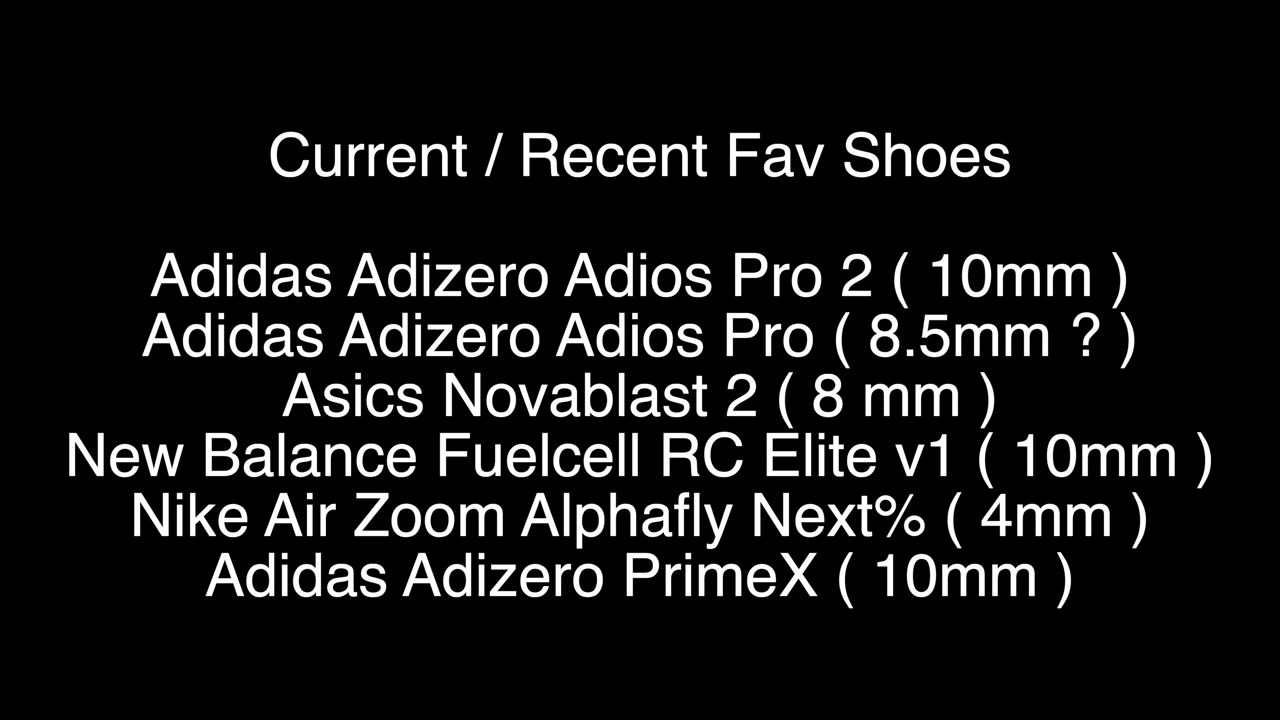 Current / Recent Fav Shoes
Adidas Adizero Adios Pro 2 ( 10mm )
Adidas Adizero Adios Pro ( 8.5mm ? )
Asics Novablast 2 ( 8 mm )
New Balance Fuelcell RC Elite v1 ( 10mm )
Nike Air Zoom Alphafly Next% ( 4mm )
Adidas Adizero PrimeX ( 10mm )